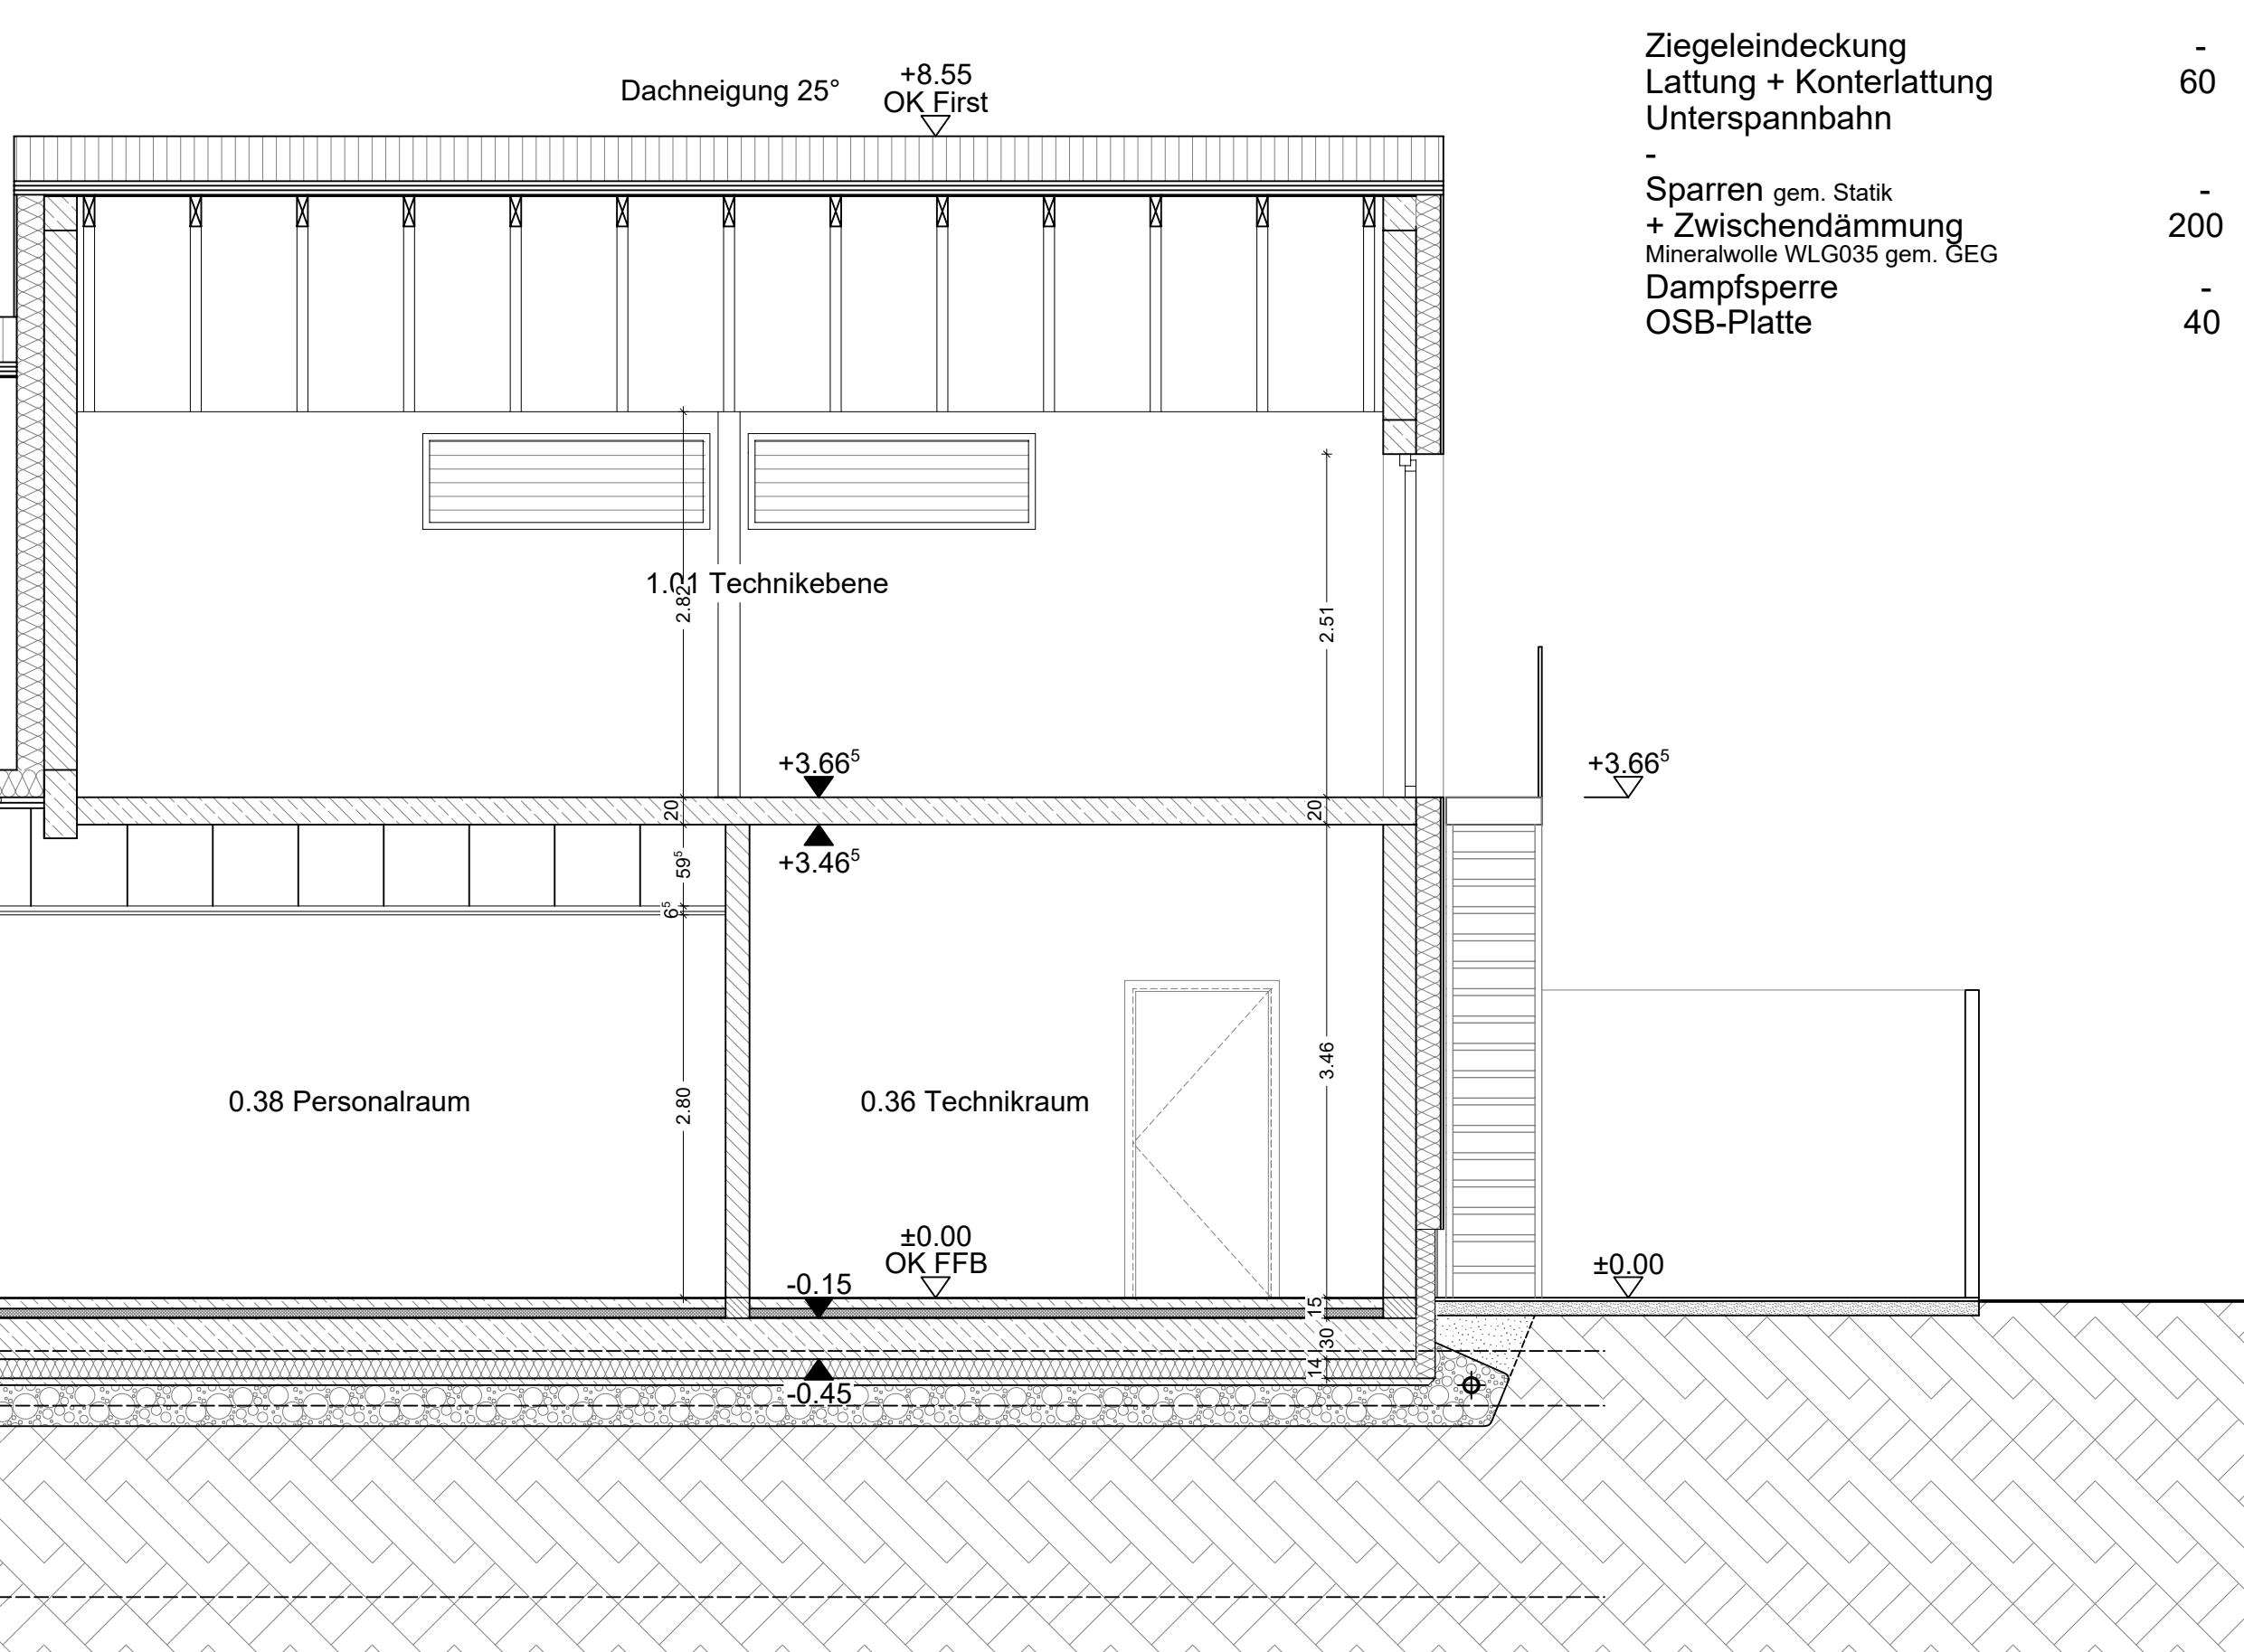 Ziegeleindeckung -
Lattung + Konterlattung 60
Unterspannbahn
-
Sparren gem. Statik -
+ Zwischendämmung 200
Mineralwolle WLG035 gem. GEG
Dampfsperre -
OSB-Platte 40
Dachneigung 25°
+8.55
OK First
1.01 Technikebene
2.82
2.51
+3.66⁵
+3.66⁵
20
20
+3.46⁵
59⁵
6⁵
2.80
3.46
0.38 Personalraum
0.36 Technikraum
±0.00
OK FFB
±0.00
-0.15
15
30
14
-0.45